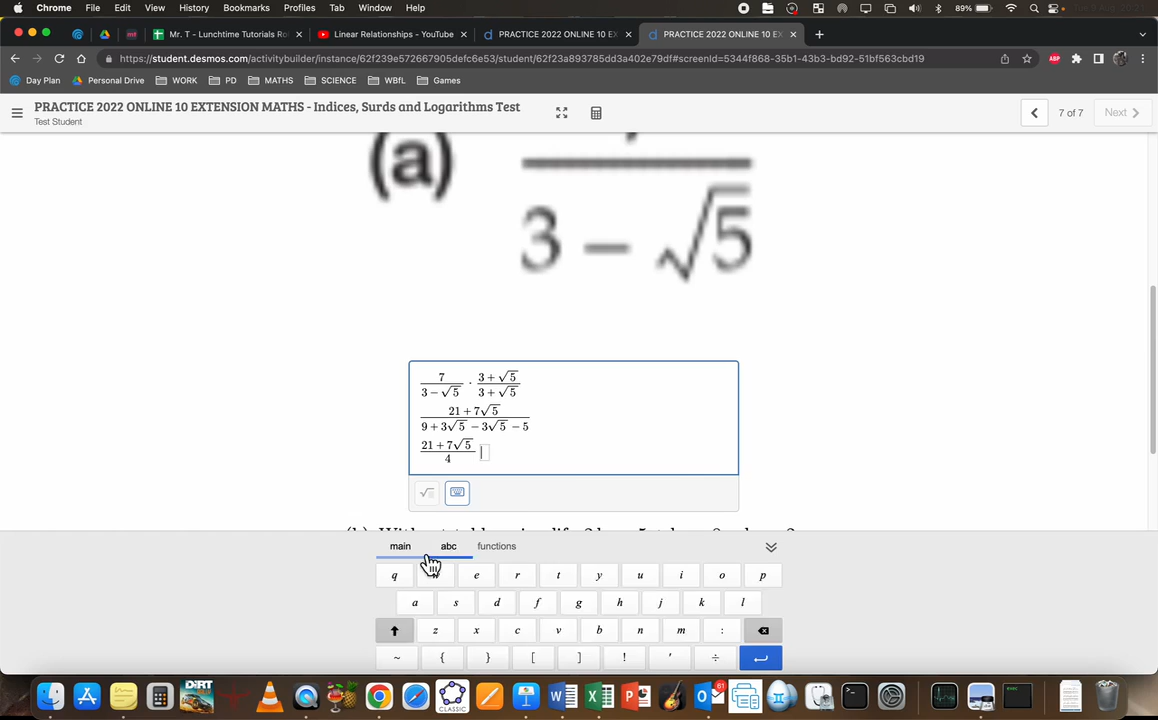 Chrome File Edit View History Bookmarks Profiles Tab Window Help 89%
Mr. T - Lunchtime Tutorials Ro Linear Relationships - YouTube PRACTICE 2022 ONLINE 10 EX PRACTICE 2022 ONLINE 10 EX
https://student.desmos.com/activitybuilder/instance/62f239e572667905defc6e53/student/62f23a893785dd3a402e79df#screenId=5344f868-35b1-43b3-bd92-51bf563cbd19
Day Plan Personal Drive WORK PD MATHS SCIENCE WBfL Games
PRACTICE 2022 ONLINE 10 EXTENSION MATHS - Indices, Surds and Logarithms Test
Test Student
7 of 7 Next
(a)
3 − √5
7 3 + √5
·
3 − √5 3 + √5
21 + 7√5
9 + 3√5 − 3√5 − 5
21 + 7√5
4
main abc functions
q e r t y u i o p
a s d f g h j k l
z x c v b n m :
~ { } [ ] ! ' ÷
61